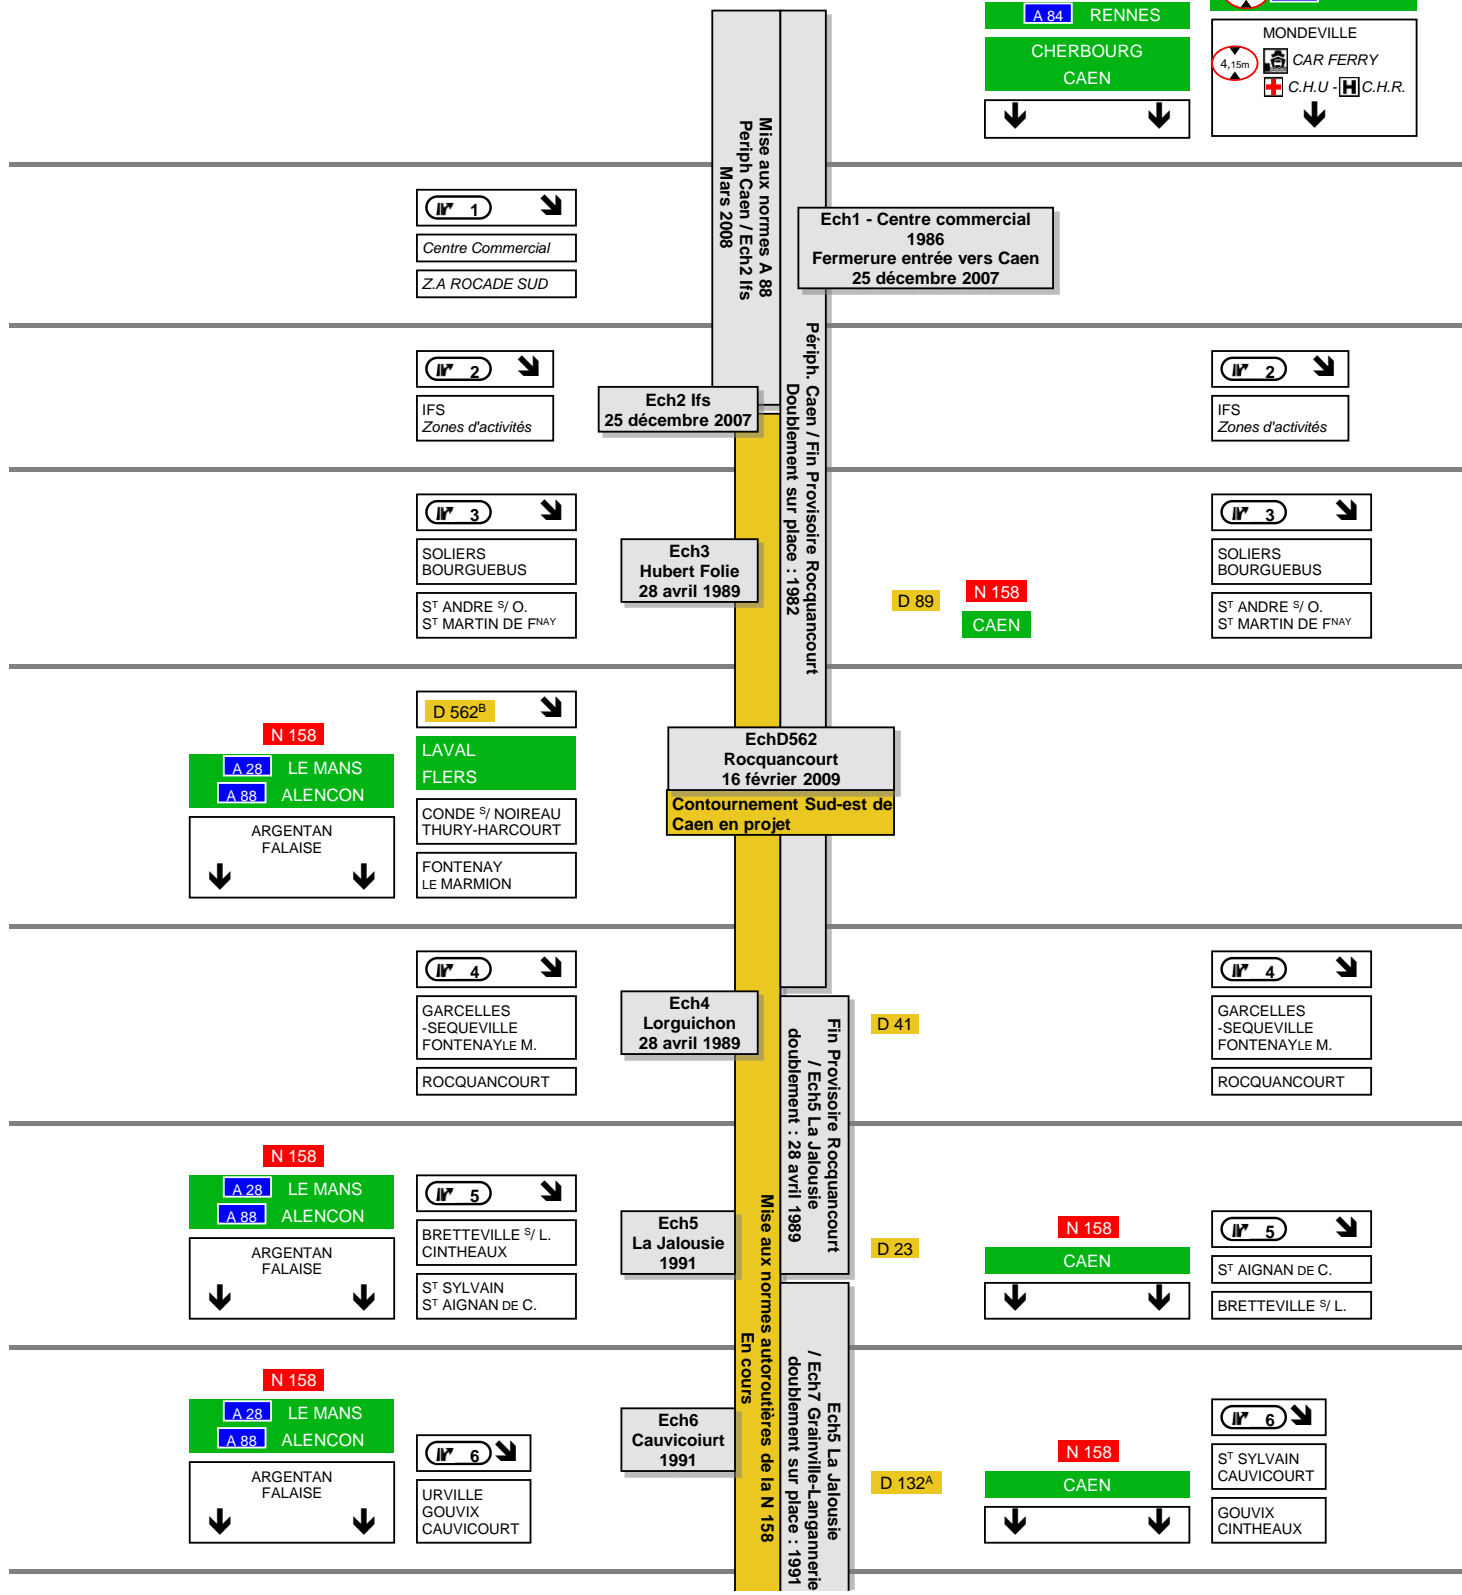 A 84 RENNES
CHERBOURG
CAEN
MONDEVILLE
4,15m CAR FERRY
C.H.U - H C.H.R.
Mise aux normes A 88
Periph Caen / Ech2 Ifs
Mars 2008
1
Centre Commercial
Z.A ROCADE SUD
Ech1 - Centre commercial
1986
Fermerure entrée vers Caen
25 décembre 2007
Périph. Caen / Fin Provisoire Rocquancourt
Doublement sur place : 1982
2
IFS
Zones d'activités
Ech2 Ifs
25 décembre 2007
2
IFS
Zones d'activités
3
SOLIERS
BOURGUEBUS
ST ANDRE S/ O.
ST MARTIN DE FNAY
Ech3
Hubert Folie
28 avril 1989
D 89
N 158
CAEN
3
SOLIERS
BOURGUEBUS
ST ANDRE S/ O.
ST MARTIN DE FNAY
N 158
A 28 LE MANS
A 88 ALENCON
ARGENTAN
FALAISE
D 562B
LAVAL
FLERS
CONDE S/ NOIREAU
THURY-HARCOURT
FONTENAY
LE MARMION
EchD562
Rocquancourt
16 février 2009
Contournement Sud-est de
Caen en projet
4
GARCELLES
-SEQUEVILLE
FONTENAYLE M.
ROCQUANCOURT
Ech4
Lorguichon
28 avril 1989
Fin Provisoire Rocquancourt
/ Ech5 La Jalousie
doublement : 28 avril 1989
D 41
4
GARCELLES
-SEQUEVILLE
FONTENAYLE M.
ROCQUANCOURT
N 158
A 28 LE MANS
A 88 ALENCON
ARGENTAN
FALAISE
5
BRETTEVILLE S/ L.
CINTHEAUX
ST SYLVAIN
ST AIGNAN DE C.
Ech5
La Jalousie
1991
Mise aux normes autoroutières de la N 158
En cours
D 23
N 158
CAEN
5
ST AIGNAN DE C.
BRETTEVILLE S/ L.
N 158
A 28 LE MANS
A 88 ALENCON
ARGENTAN
FALAISE
6
URVILLE
GOUVIX
CAUVICOURT
Ech6
Cauvicoiurt
1991
Ech5 La Jalousie
/ Ech7 Grainville-Langannerie
doublement sur place : 1991
D 132A
N 158
CAEN
6
ST SYLVAIN
CAUVICOURT
GOUVIX
CINTHEAUX